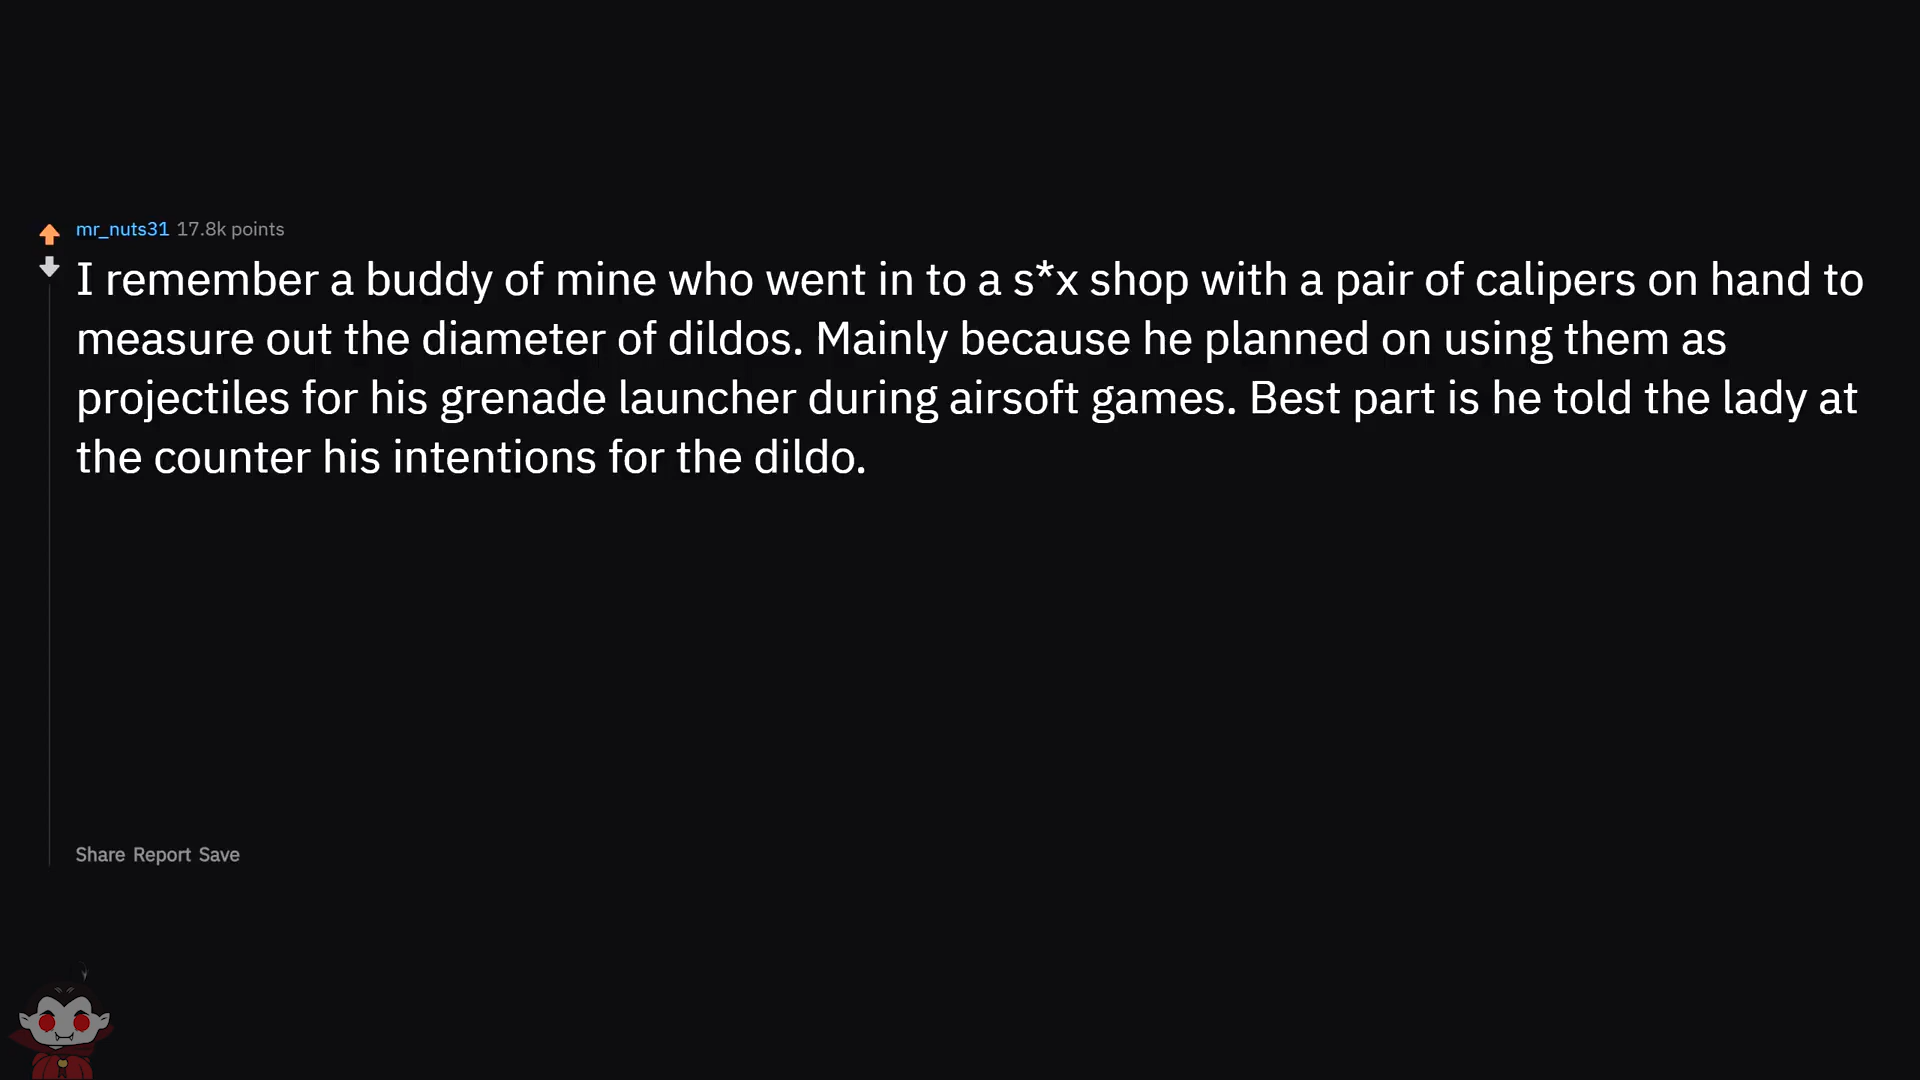 mr_nuts31 17.8k points
I remember a buddy of mine who went in to a s*x shop with a pair of calipers on hand to
measure out the diameter of dildos. Mainly because he planned on using them as
projectiles for his grenade launcher during airsoft games. Best part is he told the lady at
the counter his intentions for the dildo.
Share Report Save